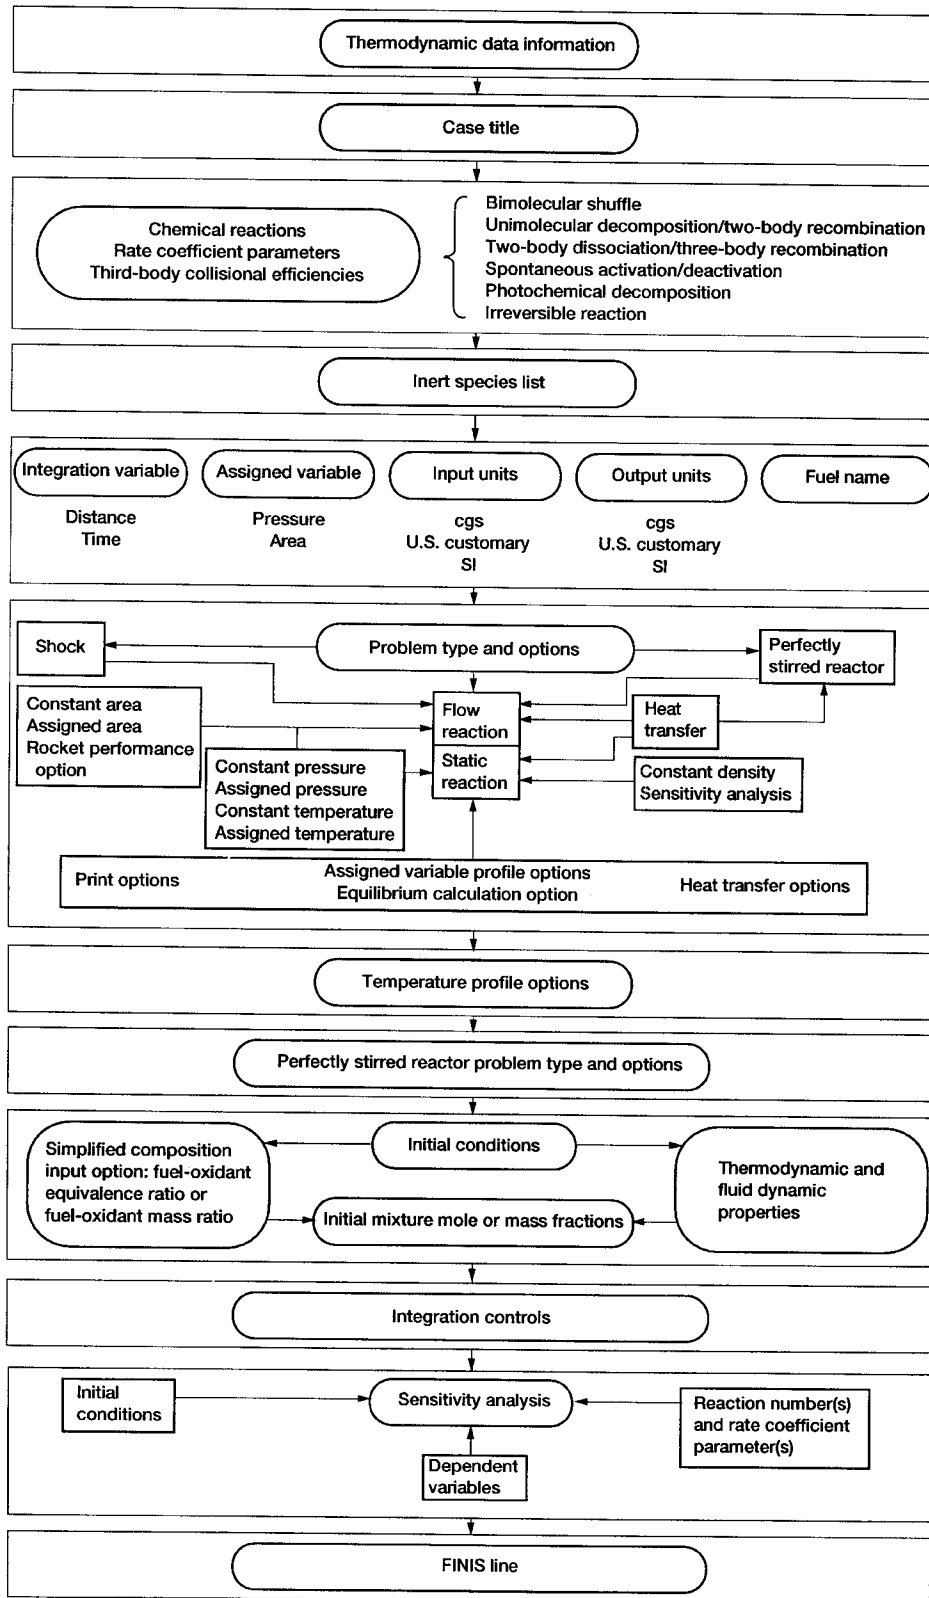 Thermodynamic data information
Case title
Chemical reactions
Rate coefficient parameters
Third-body collisional efficiencies
Bimolecular shuffle
Unimolecular decomposition/two-body recombination
Two-body dissociation/three-body recombination
Spontaneous activation/deactivation
Photochemical decomposition
Irreversible reaction
Inert species list
Integration variable
Distance
Time
Assigned variable
Pressure
Area
Input units
cgs
U.S. customary
SI
Output units
cgs
U.S. customary
SI
Fuel name
Shock
Problem type and options
Perfectly
stirred reactor
Constant area
Assigned area
Rocket performance
option
Flow
reaction
Heat
transfer
Static
reaction
Constant pressure
Assigned pressure
Constant temperature
Assigned temperature
Constant density
Sensitivity analysis
Print options
Assigned variable profile options
Equilibrium calculation option
Heat transfer options
Temperature profile options
Perfectly stirred reactor problem type and options
Simplified composition
input option: fuel-oxidant
equivalence ratio or
fuel-oxidant mass ratio
Initial conditions
Initial mixture mole or mass fractions
Thermodynamic and
fluid dynamic
properties
Integration controls
Initial
conditions
Sensitivity analysis
Reaction number(s)
and rate coefficient
parameter(s)
Dependent
variables
FINIS line